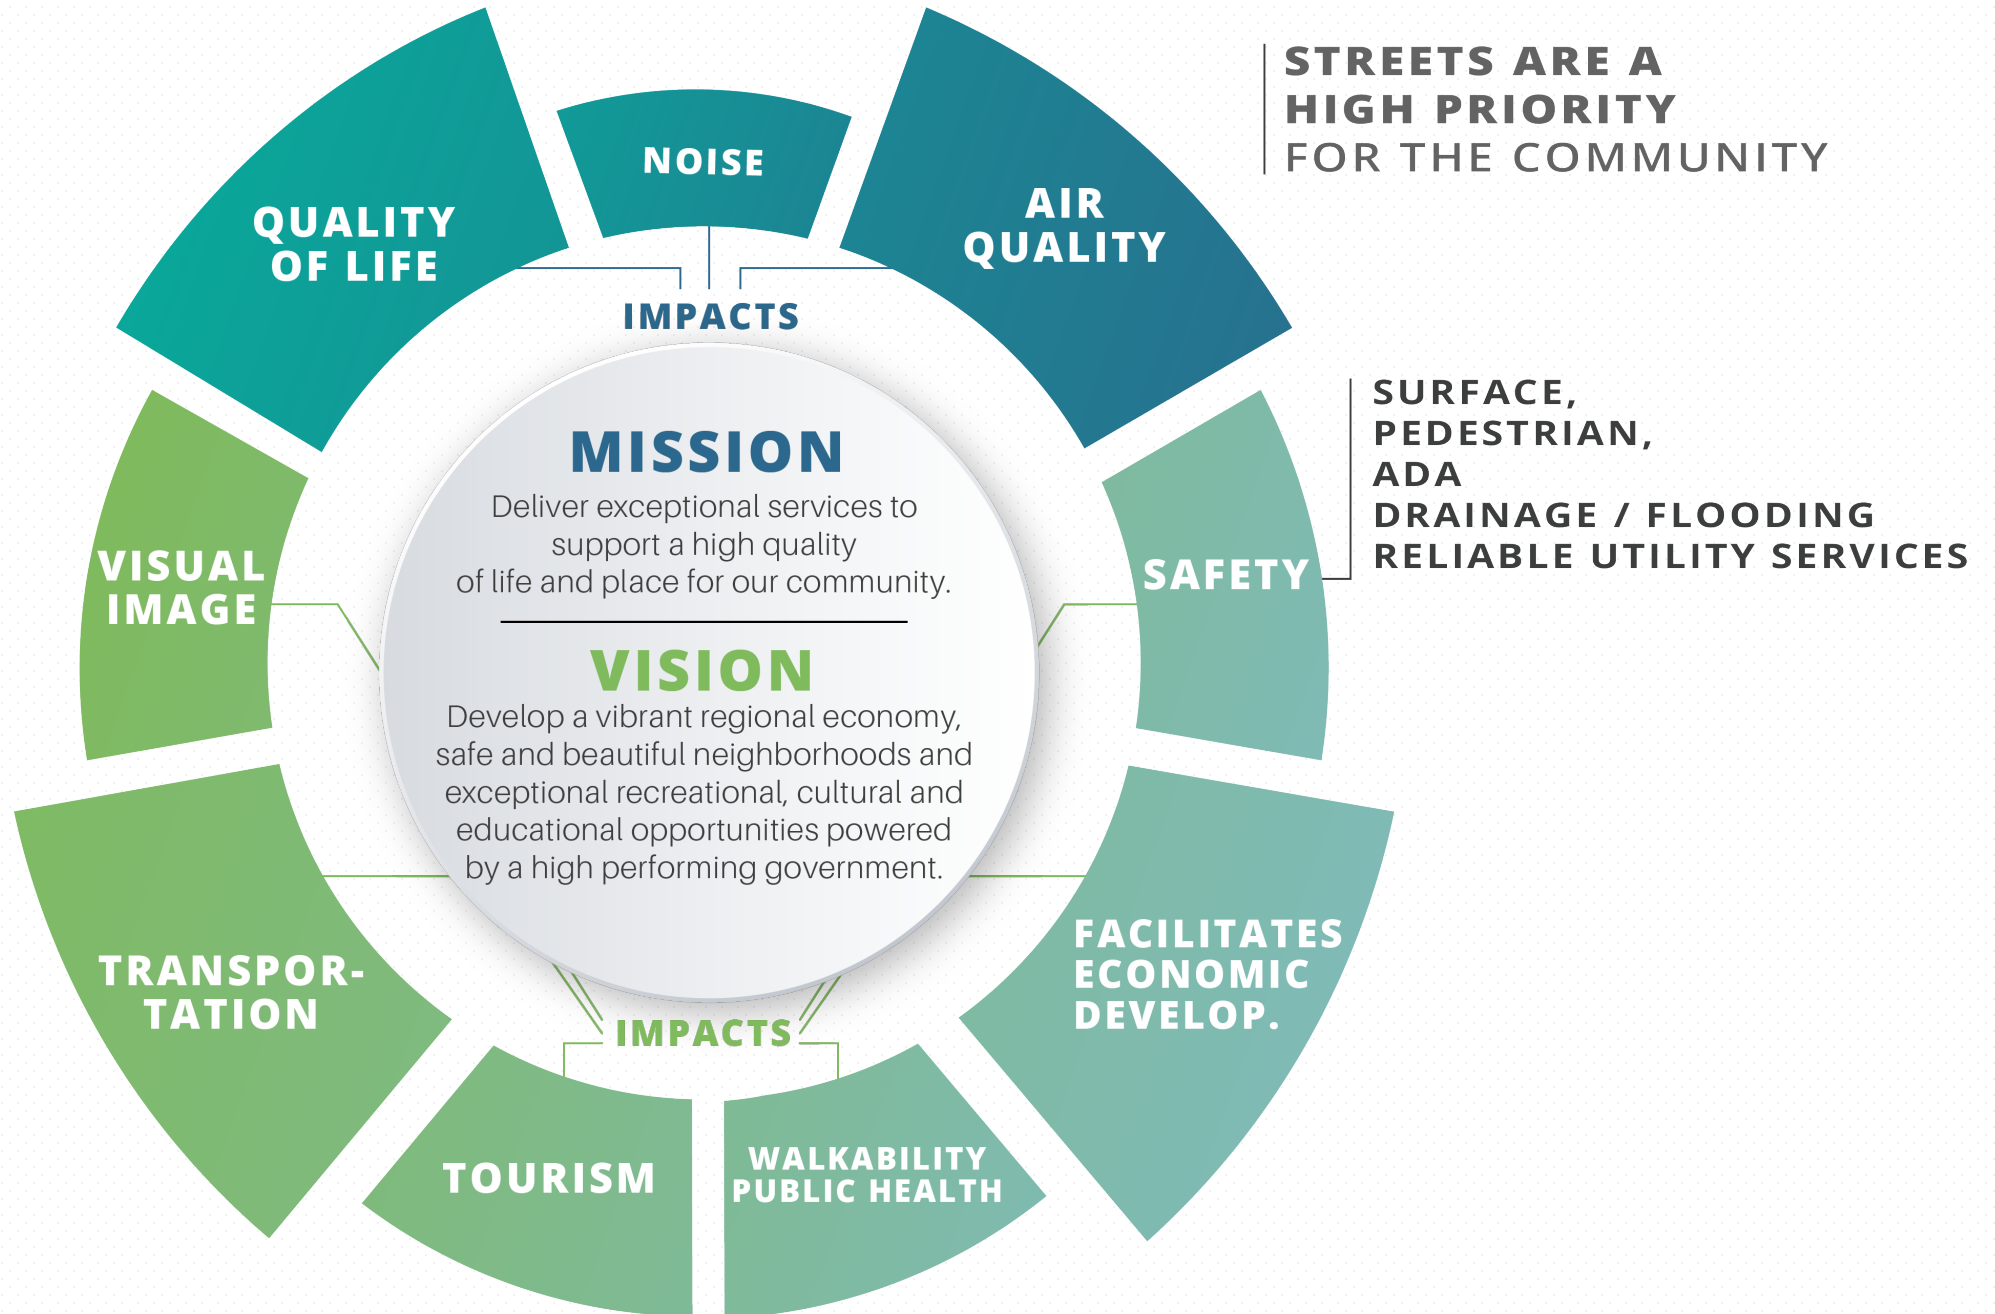 STREETS ARE A
HIGH PRIORITY
FOR THE COMMUNITY
NOISE
AIR
QUALITY
QUALITY
OF LIFE
IMPACTS
SURFACE,
PEDESTRIAN,
ADA
DRAINAGE / FLOODING
RELIABLE UTILITY SERVICES
MISSION
Deliver exceptional services to
support a high quality
of life and place for our community.
VISION
Develop a vibrant regional economy,
safe and beautiful neighborhoods and
exceptional recreational, cultural and
educational opportunities powered
by a high performing government.
VISUAL
IMAGE
SAFETY
TRANSPOR-
TATION
FACILITATES
ECONOMIC
DEVELOP.
IMPACTS
TOURISM
WALKABILITY
PUBLIC HEALTH